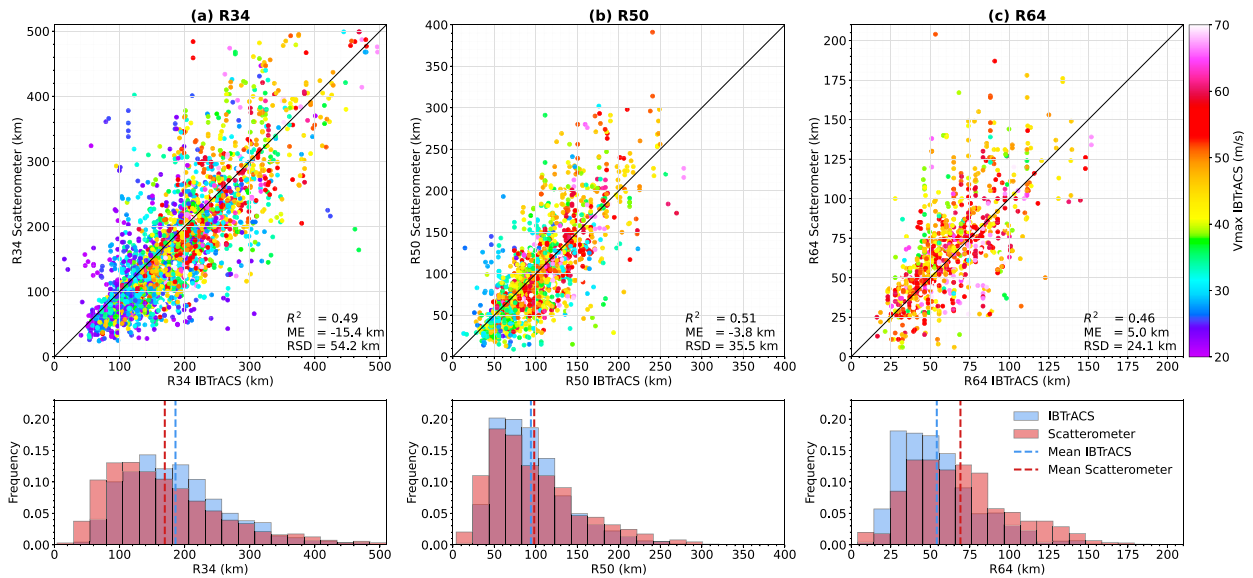 (a) R34
(b) R50
(c) R64
500
400
300
200
100
0
R34 Scatterometer (km)
R² = 0.49
ME = -15.4 km
RSD = 54.2 km
0 100 200 300 400 500
R34 IBTrACS (km)
400
350
300
250
200
150
100
50
0
R50 Scatterometer (km)
R² = 0.51
ME = -3.8 km
RSD = 35.5 km
0 50 100 150 200 250 300 350 400
R50 IBTrACS (km)
200
175
150
125
100
75
50
25
0
R64 Scatterometer (km)
R² = 0.46
ME = 5.0 km
RSD = 24.1 km
0 25 50 75 100 125 150 175 200
R64 IBTrACS (km)
70
60
50
40
30
20
Vmax IBTrACS (m/s)
0.20
0.15
0.10
0.05
0.00
Frequency
0 100 200 300 400 500
R34 (km)
0.20
0.15
0.10
0.05
0.00
Frequency
0 50 100 150 200 250 300 350 400
R50 (km)
0.20
0.15
0.10
0.05
0.00
Frequency
IBTrACS
Scatterometer
Mean IBTrACS
Mean Scatterometer
0 25 50 75 100 125 150 175 200
R64 (km)